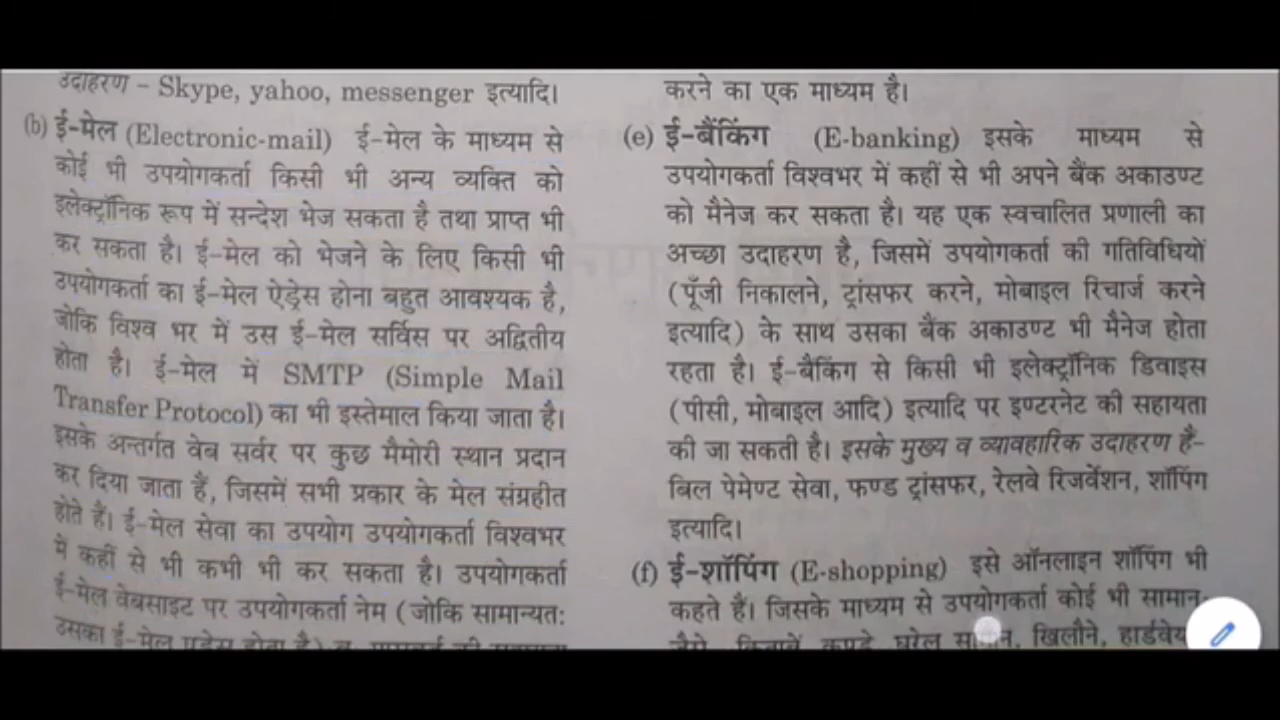 उदाहरण – Skype, yahoo, messenger इत्यादि।
(b) ई-मेल (Electronic-mail) ई-मेल के माध्यम से
कोई भी उपयोगकर्ता किसी भी अन्य व्यक्ति को
इलेक्ट्रॉनिक रूप में सन्देश भेज सकता है तथा प्राप्त भी
कर सकता है। ई-मेल को भेजने के लिए किसी भी
उपयोगकर्ता का ई-मेल ऐड्रेस होना बहुत आवश्यक है,
जोकि विश्व भर में उस ई-मेल सर्विस पर अद्वितीय
होता है। ई-मेल में SMTP (Simple Mail
Transfer Protocol) का भी इस्तेमाल किया जाता है।
इसके अन्तर्गत वेब सर्वर पर कुछ मैमोरी स्थान प्रदान
कर दिया जाता है, जिसमें सभी प्रकार के मेल संग्रहीत
होते हैं। ई-मेल सेवा का उपयोग उपयोगकर्ता विश्वभर
में कहीं से भी कभी भी कर सकता है। उपयोगकर्ता
ई-मेल वेबसाइट पर उपयोगकर्ता नेम (जोकि सामान्यतः
उसका ई-मेल एड्रेस होता है) व
करने का एक माध्यम है।
(e) ई-बैंकिंग (E-banking) इसके माध्यम से
उपयोगकर्ता विश्वभर में कहीं से भी अपने बैंक अकाउण्ट
को मैनेज कर सकता है। यह एक स्वचालित प्रणाली का
अच्छा उदाहरण है, जिसमें उपयोगकर्ता की गतिविधियों
(पूँजी निकालने, ट्रांसफर करने, मोबाइल रिचार्ज करने
इत्यादि) के साथ उसका बैंक अकाउण्ट भी मैनेज होता
रहता है। ई-बैकिंग से किसी भी इलेक्ट्रॉनिक डिवाइस
(पीसी, मोबाइल आदि) इत्यादि पर इण्टरनेट की सहायता
की जा सकती है। इसके मुख्य व व्यावहारिक उदाहरण हैं-
बिल पेमेण्ट सेवा, फण्ड ट्रांसफर, रेलवे रिजर्वेशन, शॉपिंग
इत्यादि।
(f) ई-शॉपिंग (E-shopping) इसे ऑनलाइन शॉपिंग भी
कहते हैं। जिसके माध्यम से उपयोगकर्ता कोई भी सामान-
जैसे, किताबें, कपड़े, घरेलू खिलौने,